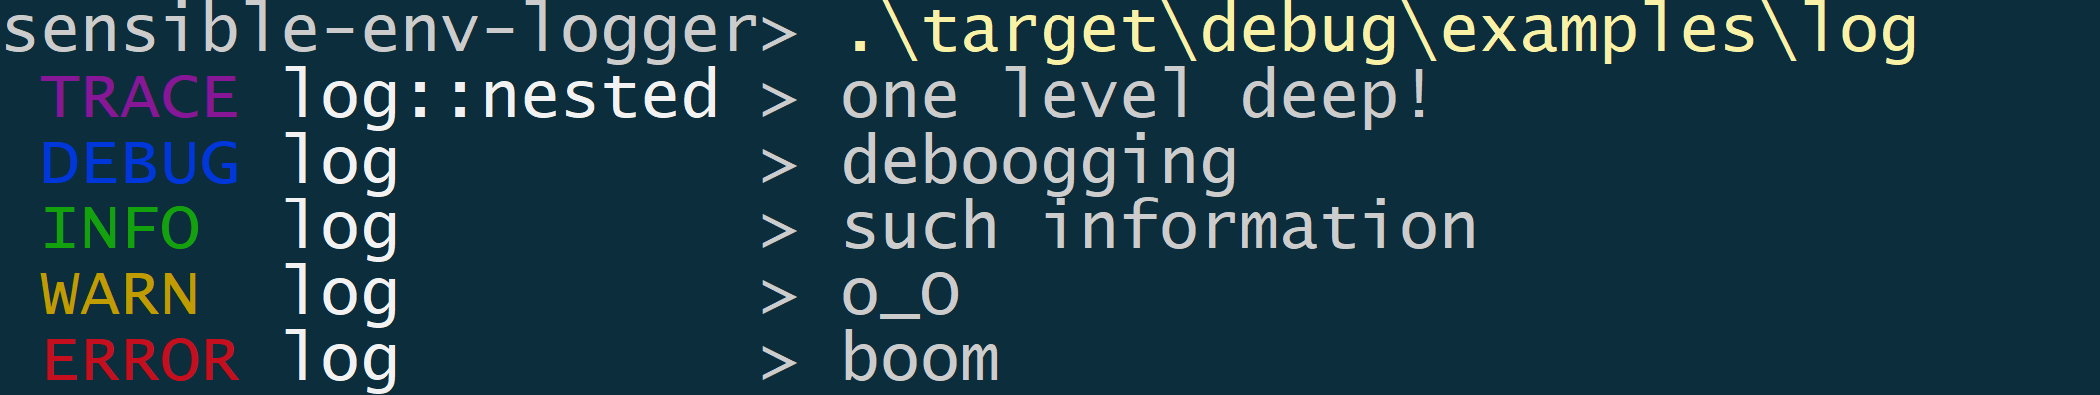 sensible-env-logger> .\target\debug\examples\log
TRACE log::nested > one level deep!
DEBUG log > deboogging
INFO log > such information
WARN log > o_O
ERROR log > boom